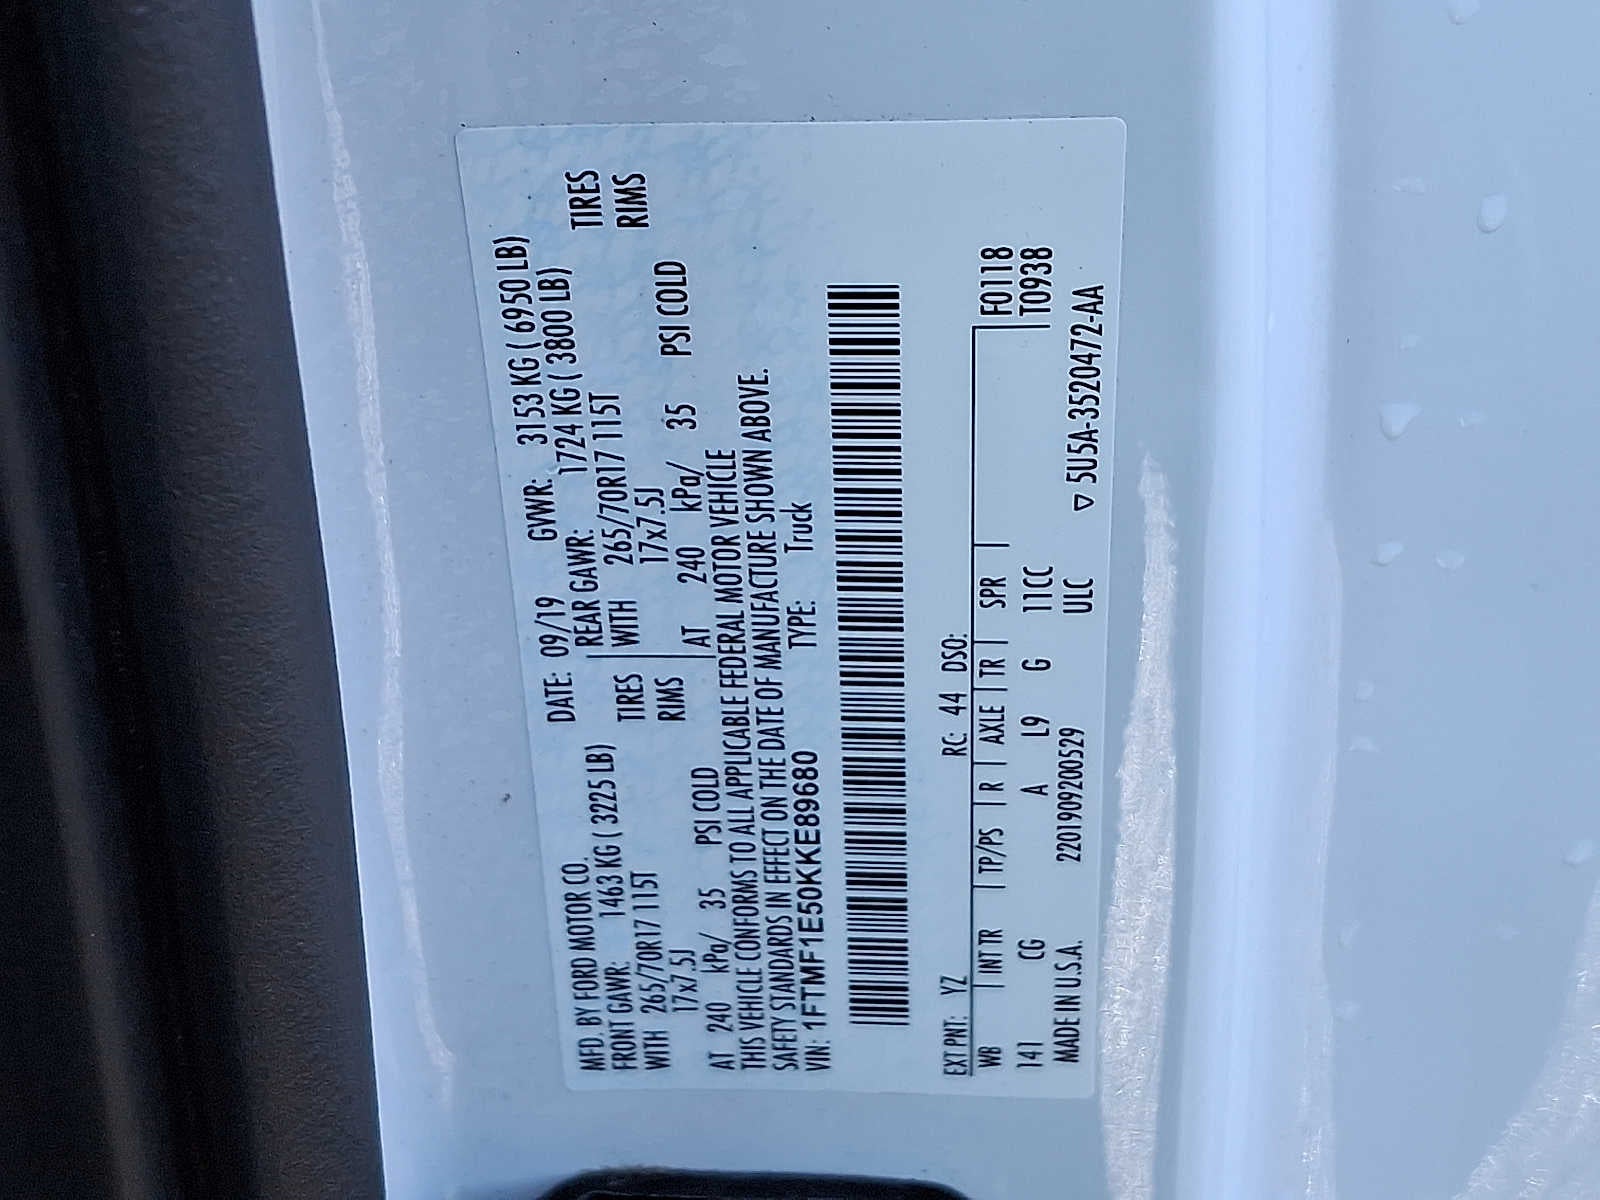 MFD. BY FORD MOTOR CO. DATE: 09/19 GVWR: 3153 KG ( 6950 LB)
FRONT GAWR: 1463 KG ( 3225 LB) REAR GAWR: 1724 KG ( 3800 LB)
WITH 265/70R17 115T TIRES WITH 265/70R17 115T TIRES
17x7.5J RIMS 17x7.5J RIMS
AT 240 kPa/ 35 PSI COLD AT 240 kPa/ 35 PSI COLD
THIS VEHICLE CONFORMS TO ALL APPLICABLE FEDERAL MOTOR VEHICLE
SAFETY STANDARDS IN EFFECT ON THE DATE OF MANUFACTURE SHOWN ABOVE.
VIN: 1FTMF1E50KKE89680 TYPE: Truck
EXT PNT: YZ RC: 44 DSO:
WB INT TR TP/PS R AXLE TR SPR F0118
141 CG A L9 G 11CC T0938
MADE IN U.S.A. 2201909200529 ULC
▽ 5U5A-3520472-AA